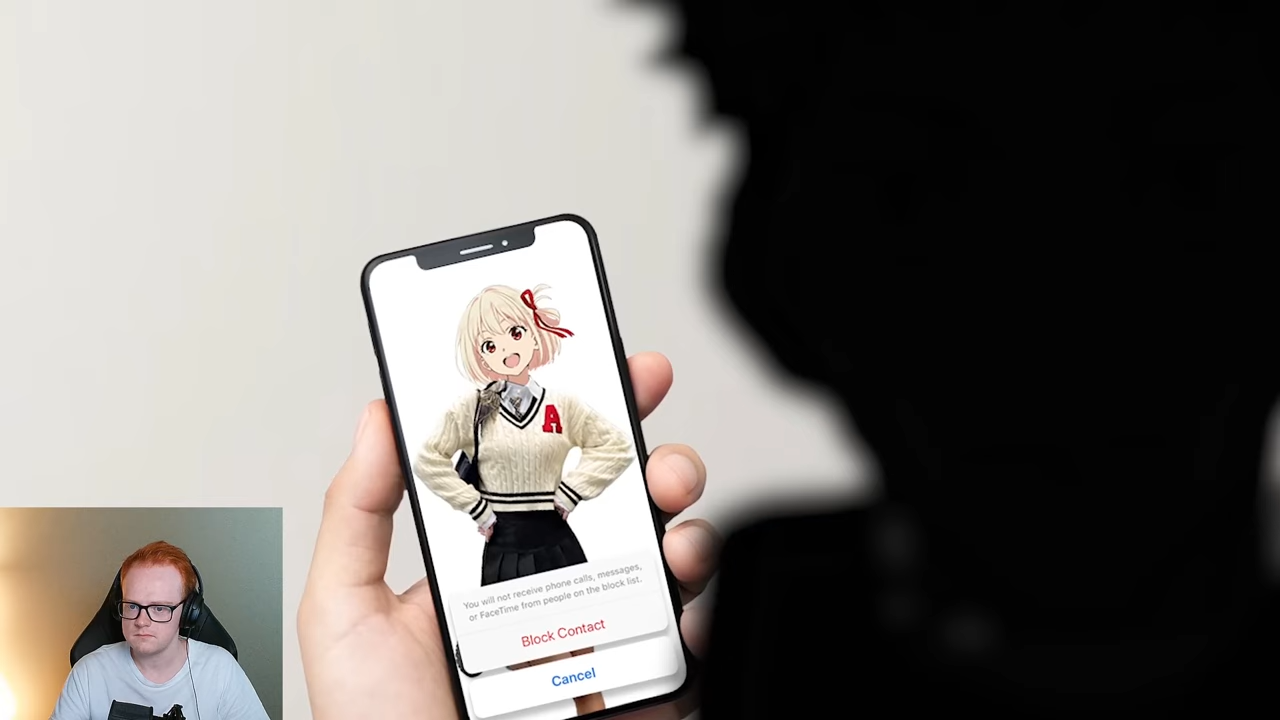 A
You will not receive phone calls, messages,
or FaceTime from people on the block list.
Block Contact
Cancel